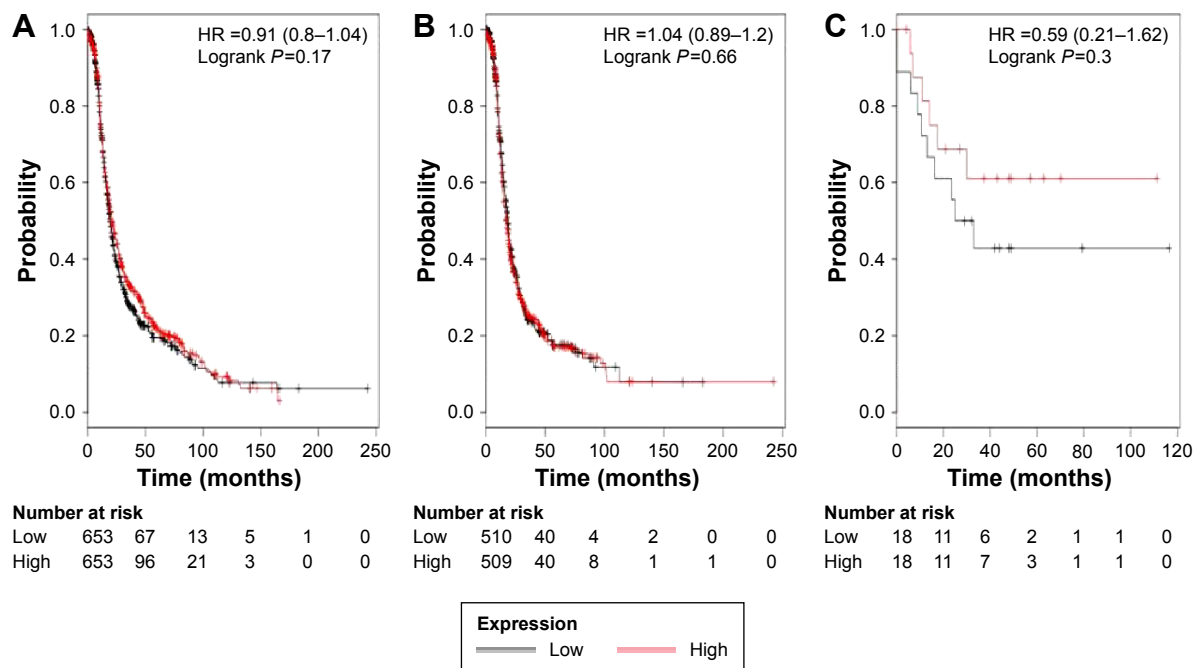 A
HR =0.91 (0.8–1.04)
Logrank P=0.17
Probability
1.0
0.8
0.6
0.4
0.2
0.0
0 50 100 150 200 250
Time (months)
Number at risk
Low 653 67 13 5 1 0
High 653 96 21 3 0 0
B
HR =1.04 (0.89–1.2)
Logrank P=0.66
Probability
1.0
0.8
0.6
0.4
0.2
0.0
0 50 100 150 200 250
Time (months)
Number at risk
Low 510 40 4 2 0 0
High 509 40 8 1 1 0
C
HR =0.59 (0.21–1.62)
Logrank P=0.3
Probability
1.0
0.8
0.6
0.4
0.2
0.0
0 20 40 60 80 100 120
Time (months)
Number at risk
Low 18 11 6 2 1 1 0
High 18 11 7 3 1 1 0
Expression
Low High